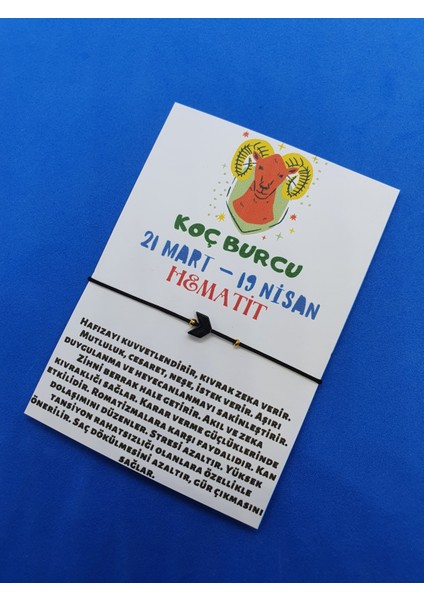 KOÇ BURCU
21 MART – 19 NİSAN
HEMATİT
HAFIZAYI KUVVETLENDİRİR, KIVRAK ZEKA VERİR.
MUTLULUK, CESARET, NEŞE, İSTEK VERİR. AŞIRI
DUYGULANMA VE HEYECANLANMAYI SAKİNLEŞTİRİR.
ZİHNİ BERRAK HALE GETİRİR. AKIL VE ZEKA
KIVRAKLIĞI SAĞLAR. KARAR VERME GÜÇLÜKLERİNDE
ETKİLİDİR. ROMATİZMALARA KARŞI FAYDALIDIR. KAN
DOLAŞIMINI DÜZENLER. STRESİ AZALTIR. YÜKSEK
TANSİYON RAHATSIZLIĞI OLANLARA ÖZELLİKLE
ÖNERİLİR. SAÇ DÖKÜLMESİNİ AZALTIR, GÜR ÇIKMASINI
SAĞLAR.